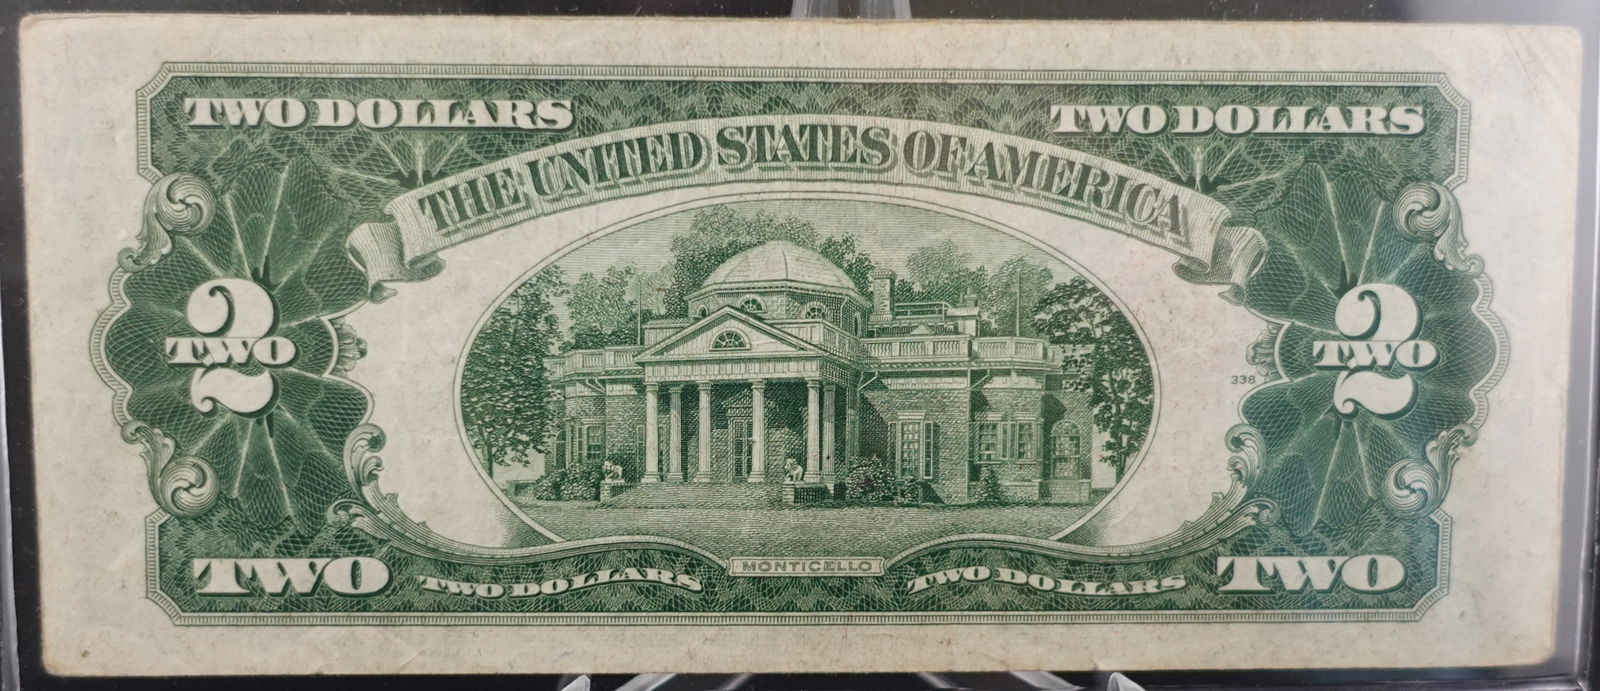 TWO DOLLARS
TWO DOLLARS
THE UNITED STATES OF AMERICA
2
TWO
2
TWO
338
MONTICELLO
TWO
TWO DOLLARS
TWO DOLLARS
TWO